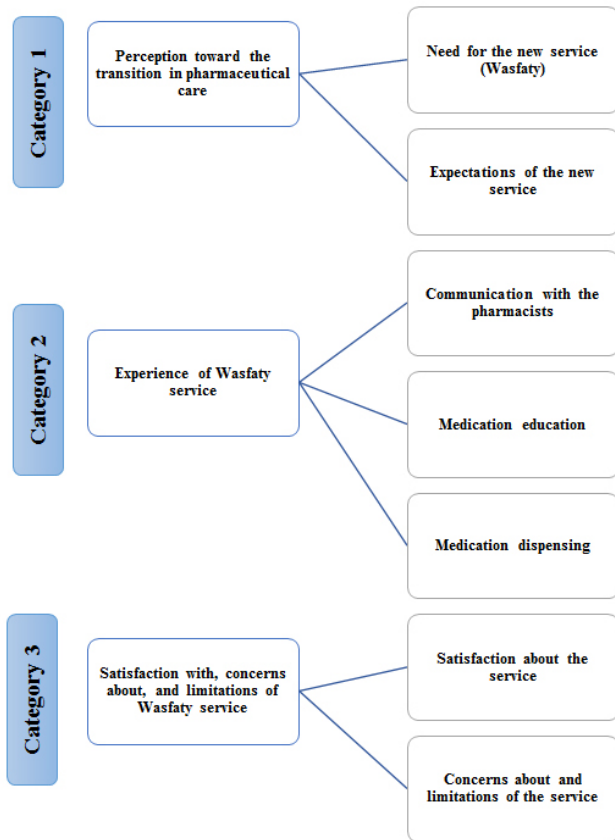 Category 1
Perception toward the
transition in pharmaceutical
care
Need for the new service
(Wasfaty)
Expectations of the new
service
Category 2
Experience of Wasfaty
service
Communication with the
pharmacists
Medication education
Medication dispensing
Category 3
Satisfaction with, concerns
about, and limitations of
Wasfaty service
Satisfaction about the
service
Concerns about and
limitations of the service